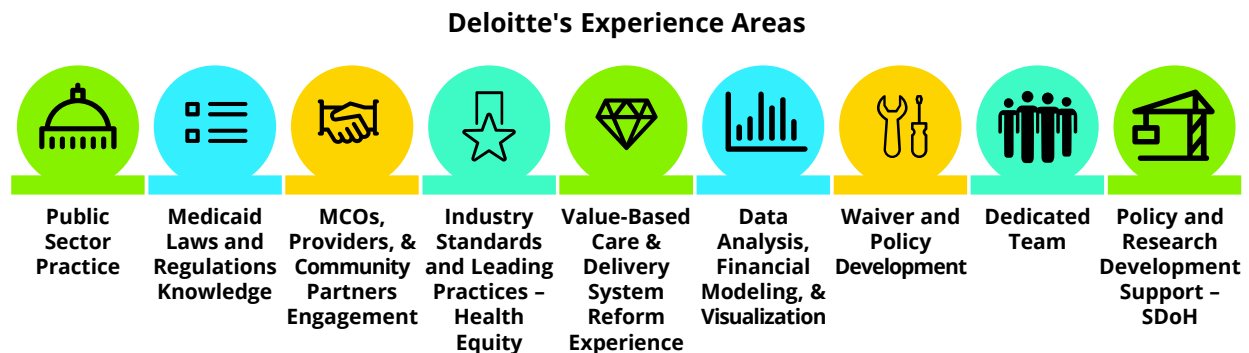 Deloitte's Experience Areas
Public
Sector
Practice
Medicaid
Laws and
Regulations
Knowledge
MCOs,
Providers, &
Community
Partners
Engagement
Industry
Standards
and Leading
Practices –
Health
Equity
Value-Based
Care &
Delivery
System
Reform
Experience
Data
Analysis,
Financial
Modeling, &
Visualization
Waiver and
Policy
Development
Dedicated
Team
Policy and
Research
Development
Support –
SDoH